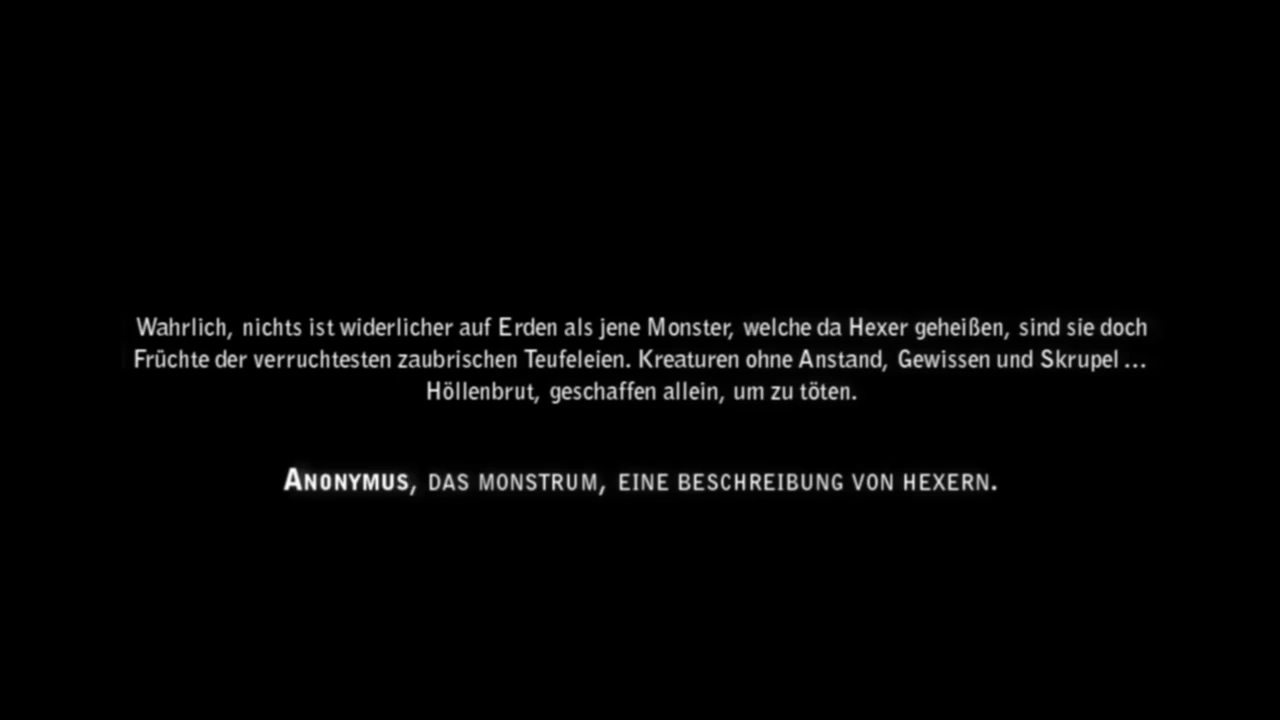 Wahrlich, nichts ist widerlicher auf Erden als jene Monster, welche da Hexer geheißen, sind sie doch
Früchte der verruchtesten zaubrischen Teufeleien. Kreaturen ohne Anstand, Gewissen und Skrupel ...
Höllenbrut, geschaffen allein, um zu töten.
ANONYMUS, DAS MONSTRUM, EINE BESCHREIBUNG VON HEXERN.